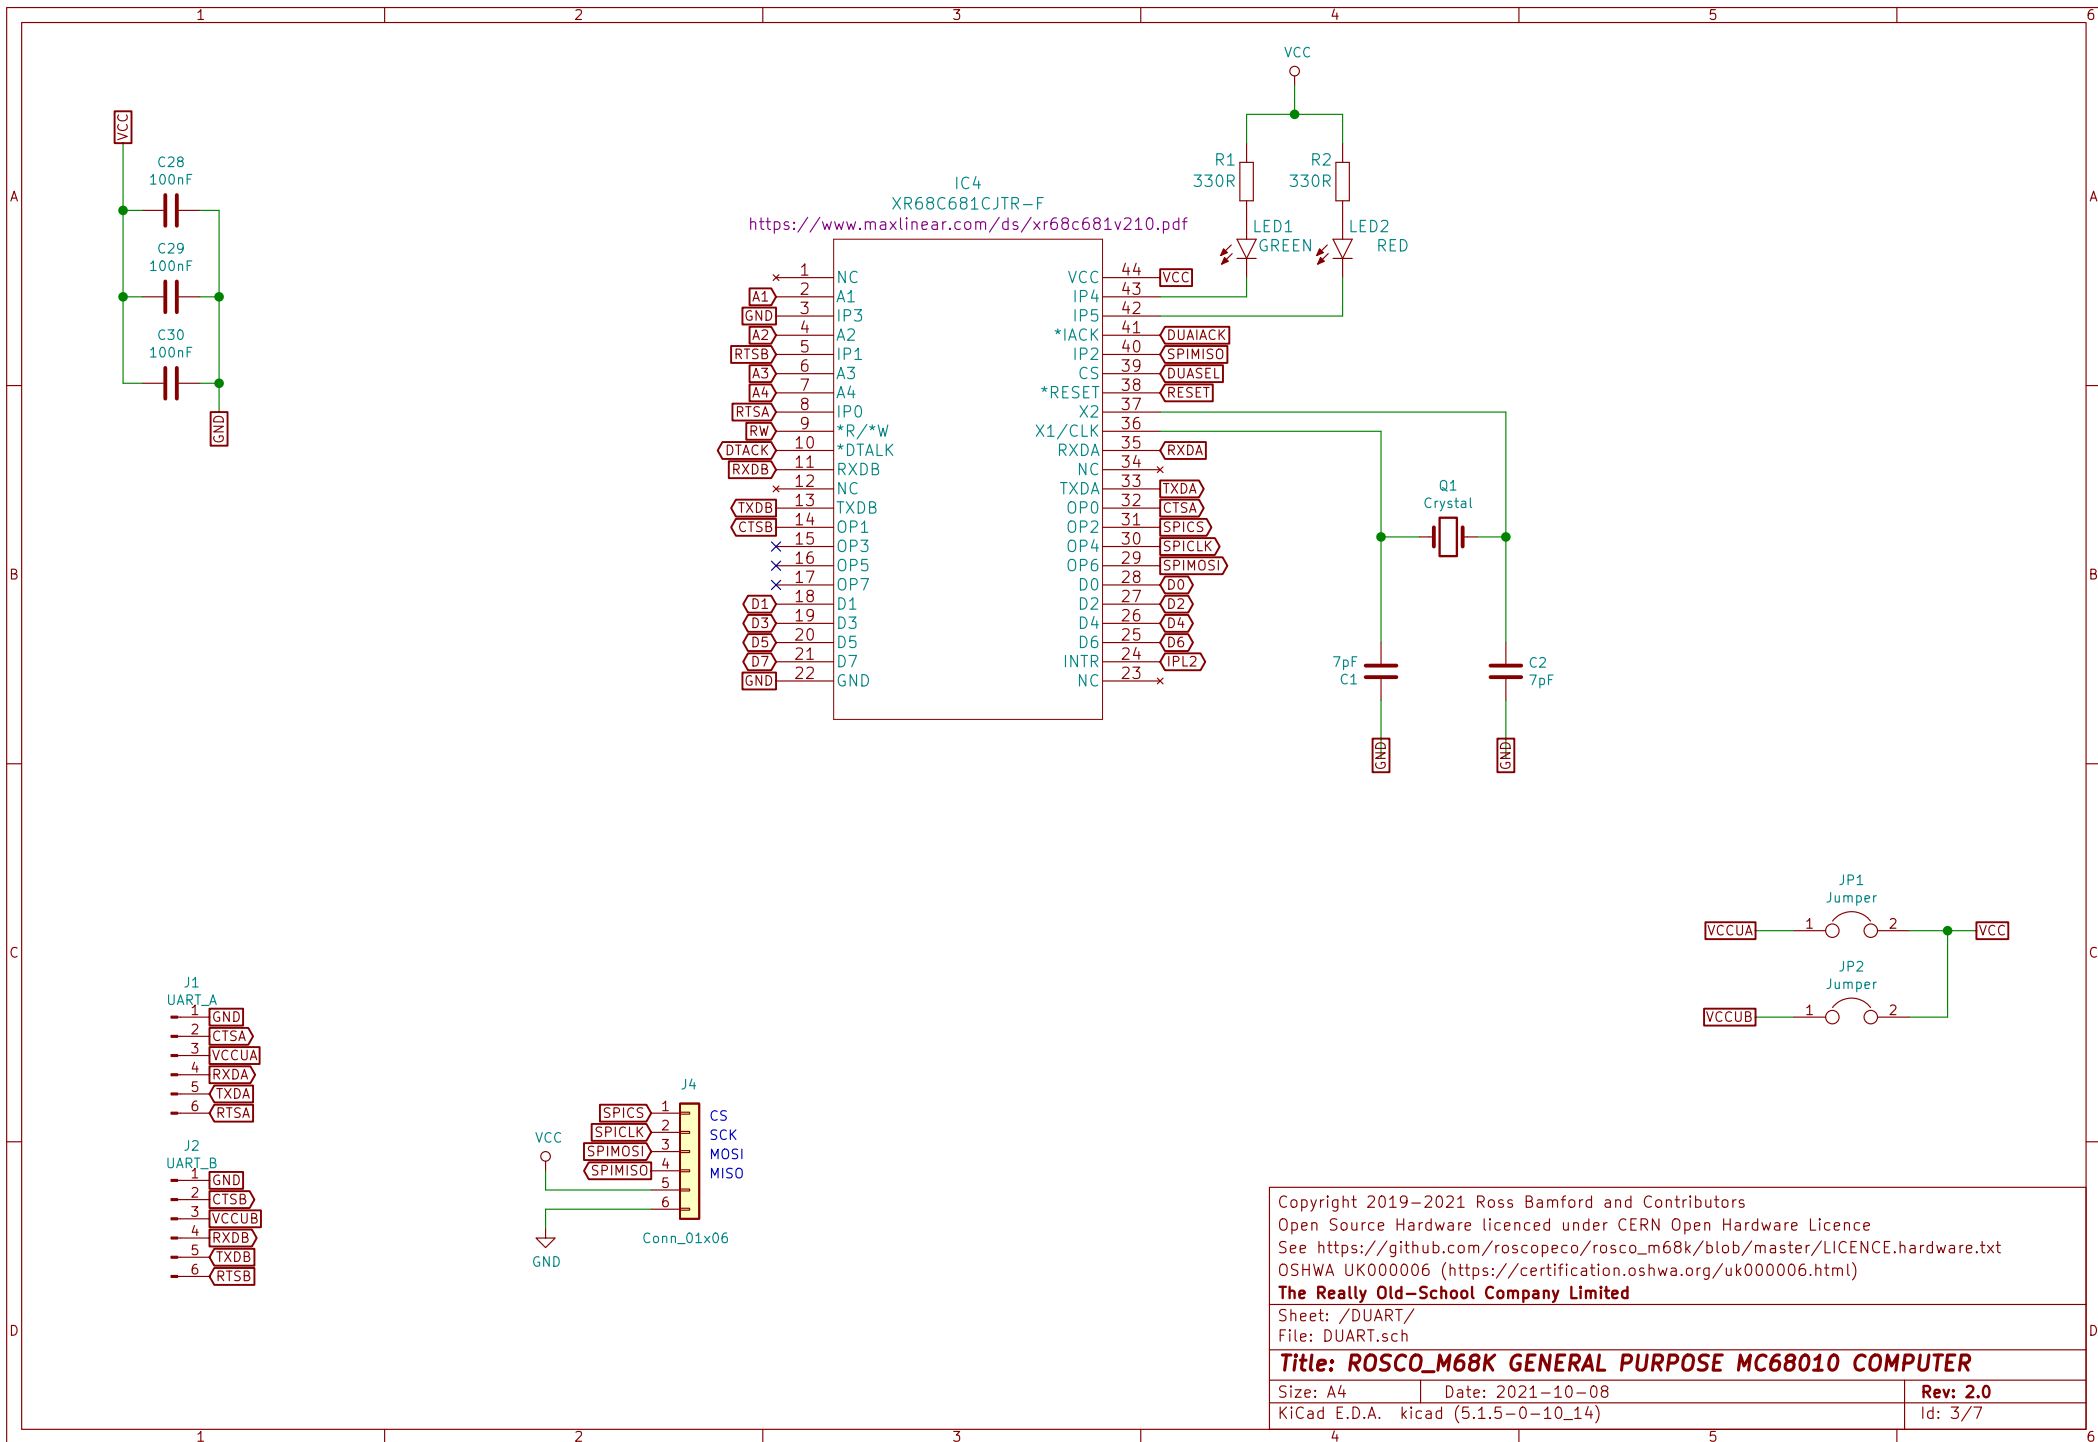 1 2 3 4 5 6
A
B
C
D
A
B
C
D
1 2 3 4 5 6
VCC
C28
100nF
C29
100nF
C30
100nF
GND
IC4
XR68C681CJTR-F
https://www.maxlinear.com/ds/xr68c681v210.pdf
1 NC
A1 2 A1
GND 3 IP3
A2 4 A2
RTSB 5 IP1
A3 6 A3
A4 7 A4
RTSA 8 IP0
RW 9 *R/*W
DTACK 10 *DTALK
RXDB 11 RXDB
12 NC
TXDB 13 TXDB
CTSB 14 OP1
15 OP3
16 OP5
17 OP7
D1 18 D1
D3 19 D3
D5 20 D5
D7 21 D7
GND 22 GND
VCC 44 VCC
IP4 43
IP5 42
*IACK 41 DUAIACK
IP2 40 SPIMISO
CS 39 DUASEL
*RESET 38 RESET
X2 37
X1/CLK 36
RXDA 35 RXDA
NC 34
TXDA 33 TXDA
OP0 32 CTSA
OP2 31 SPICS
OP4 30 SPICLK
OP6 29 SPIMOSI
D0 28 D0
D2 27 D2
D4 26 D4
D6 25 D6
INTR 24 IPL2
NC 23
VCC
R1
330R
R2
330R
LED1
GREEN
LED2
RED
Q1
Crystal
7pF
C1
C2
7pF
GND
GND
JP1
Jumper
VCCUA 1 2 VCC
JP2
Jumper
VCCUB 1 2
J1
UART_A
1 GND
2 CTSA
3 VCCUA
4 RXDA
5 TXDA
6 RTSA
J2
UART_B
1 GND
2 CTSB
3 VCCUB
4 RXDB
5 TXDB
6 RTSB
J4
SPICS 1 CS
SPICLK 2 SCK
SPIMOSI 3 MOSI
SPIMISO 4 MISO
VCC
5
6
GND
Conn_01x06
Copyright 2019-2021 Ross Bamford and Contributors
Open Source Hardware licenced under CERN Open Hardware Licence
See https://github.com/roscopeco/rosco_m68k/blob/master/LICENCE.hardware.txt
OSHWA UK000006 (https://certification.oshwa.org/uk000006.html)
The Really Old-School Company Limited
Sheet: /DUART/
File: DUART.sch
Title: ROSCO_M68K GENERAL PURPOSE MC68010 COMPUTER
Size: A4 Date: 2021-10-08 Rev: 2.0
KiCad E.D.A. kicad (5.1.5-0-10_14) Id: 3/7